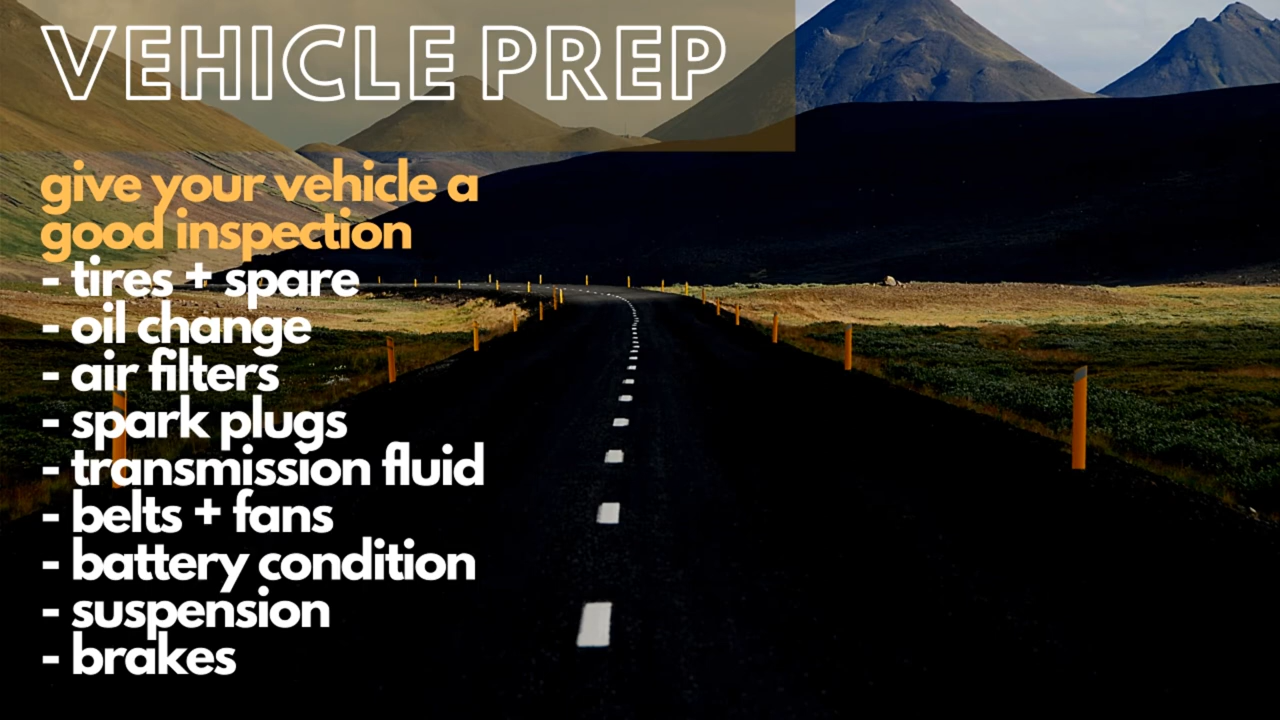 VEHICLE PREP
give your vehicle a
good inspection
- tires + spare
- oil change
- air filters
- spark plugs
- transmission fluid
- belts + fans
- battery condition
- suspension
- brakes